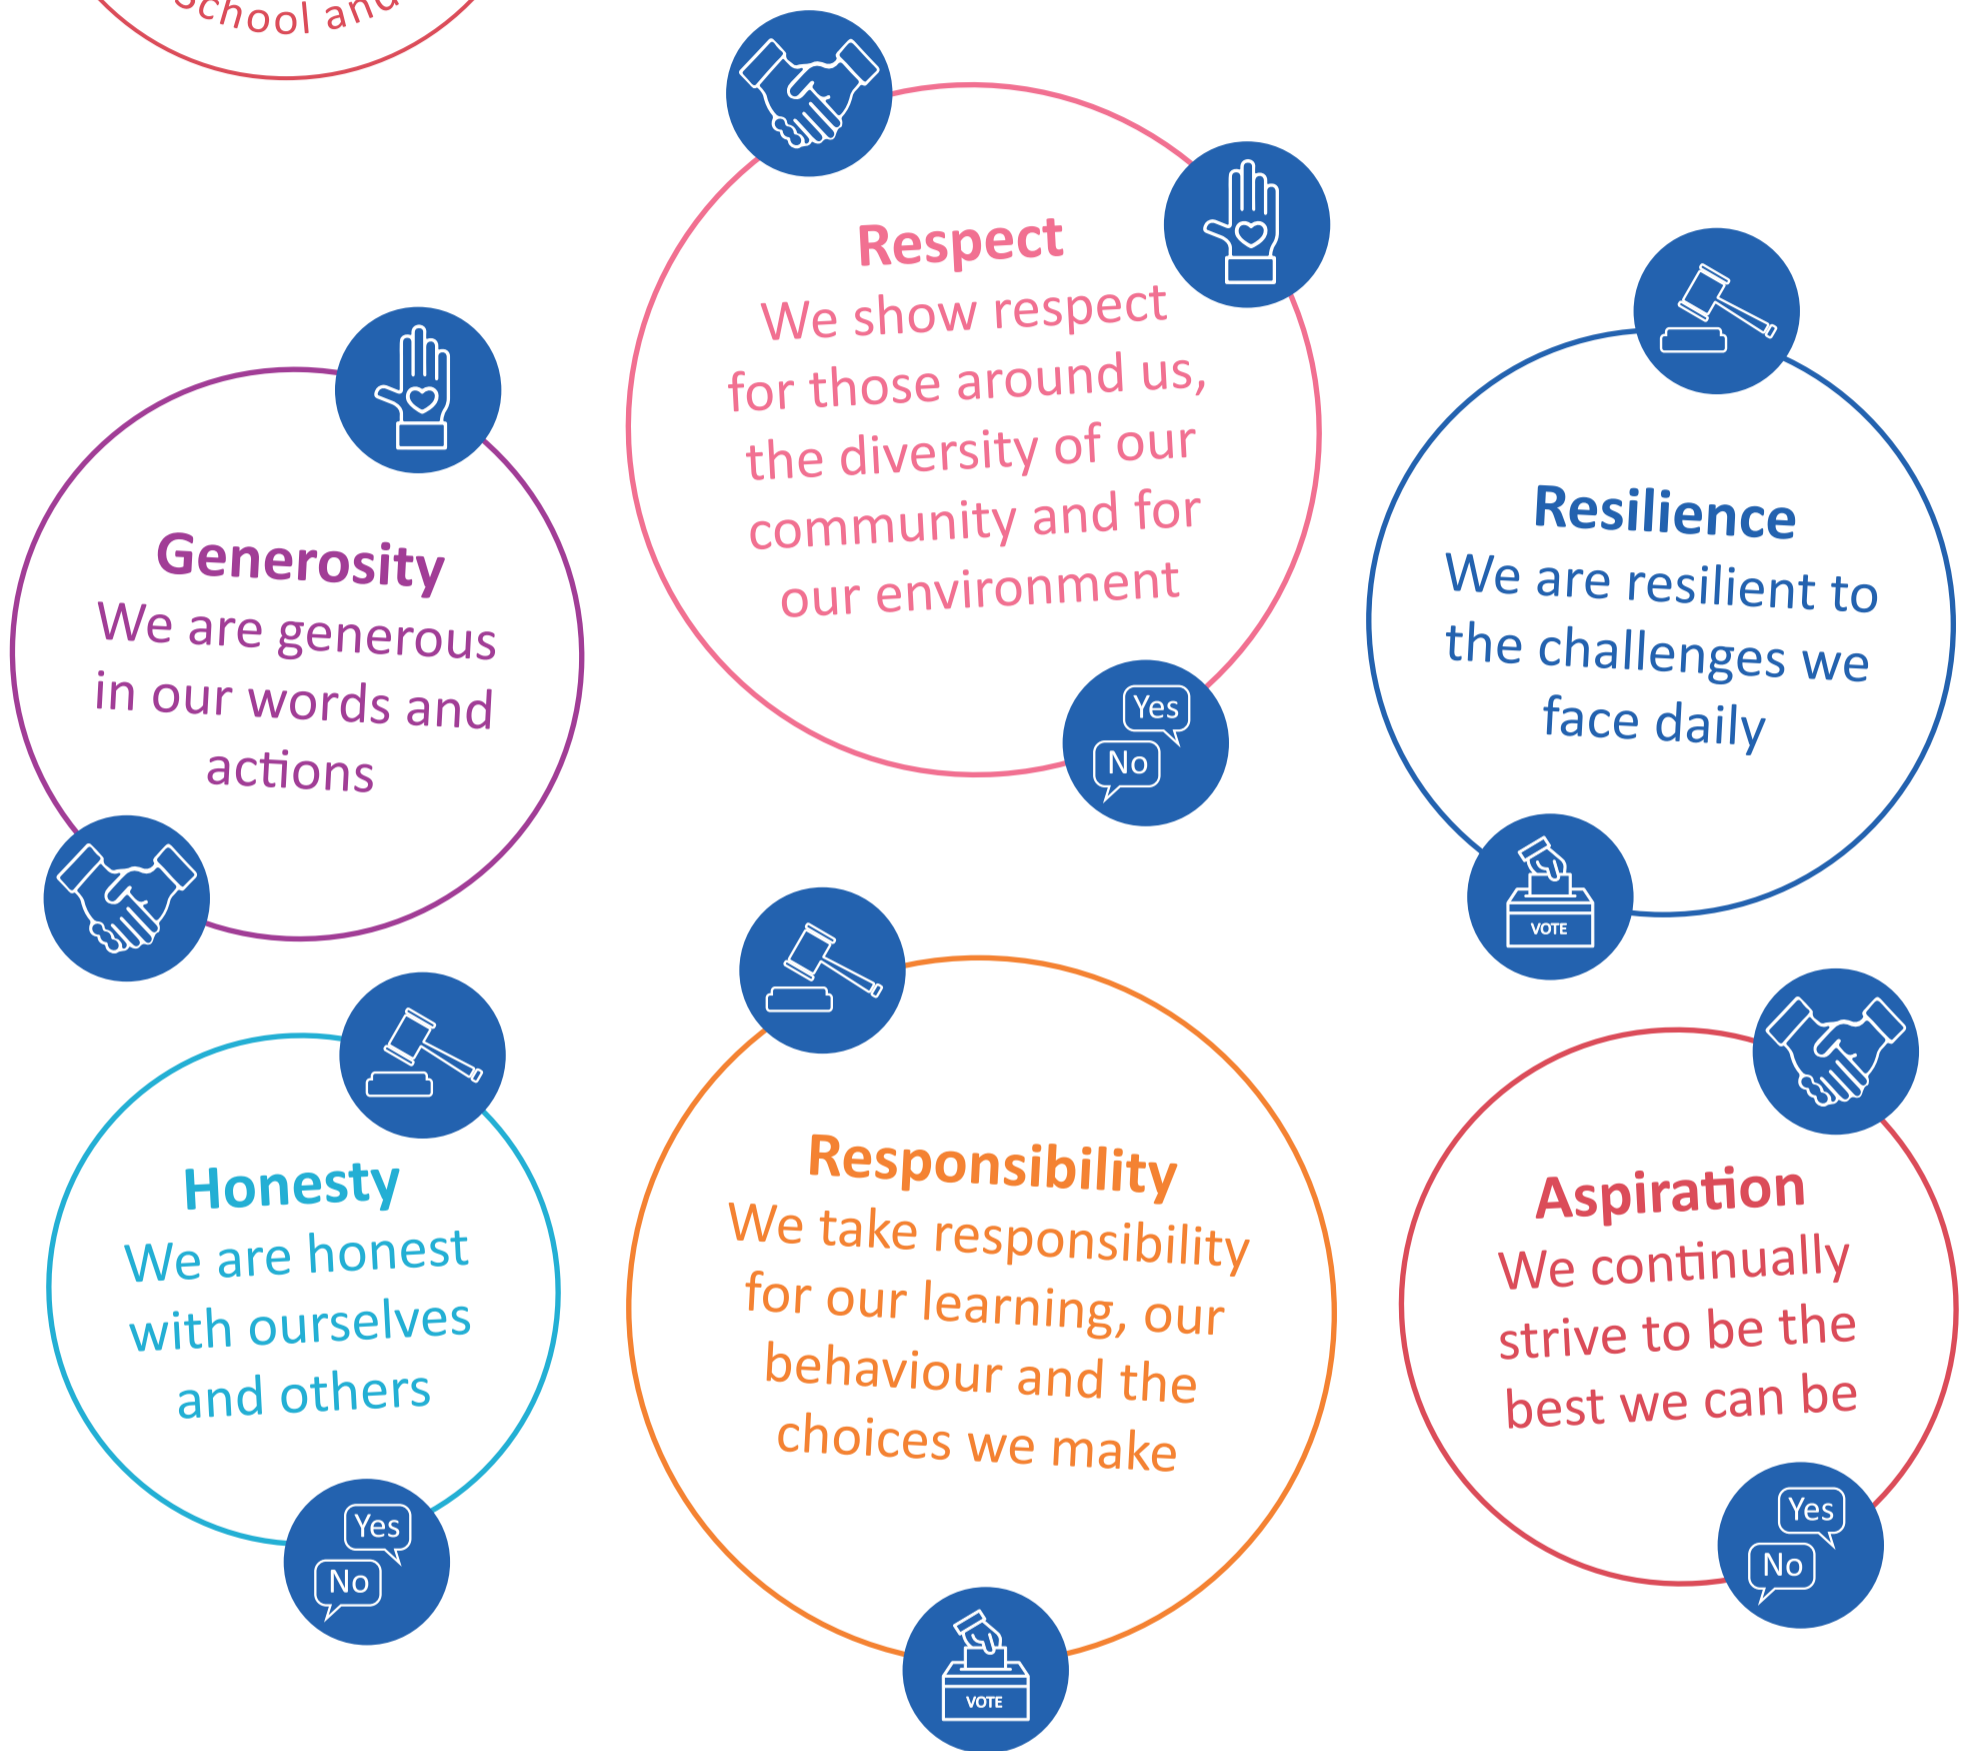 School and
Respect
We show respect
for those around us,
the diversity of our
community and for
our environment
Yes
No
Generosity
We are generous
in our words and
actions
Resilience
We are resilient to
the challenges we
face daily
VOTE
Honesty
We are honest
with ourselves
and others
Yes
No
Responsibility
We take responsibility
for our learning, our
behaviour and the
choices we make
VOTE
Aspiration
We continually
strive to be the
best we can be
Yes
No